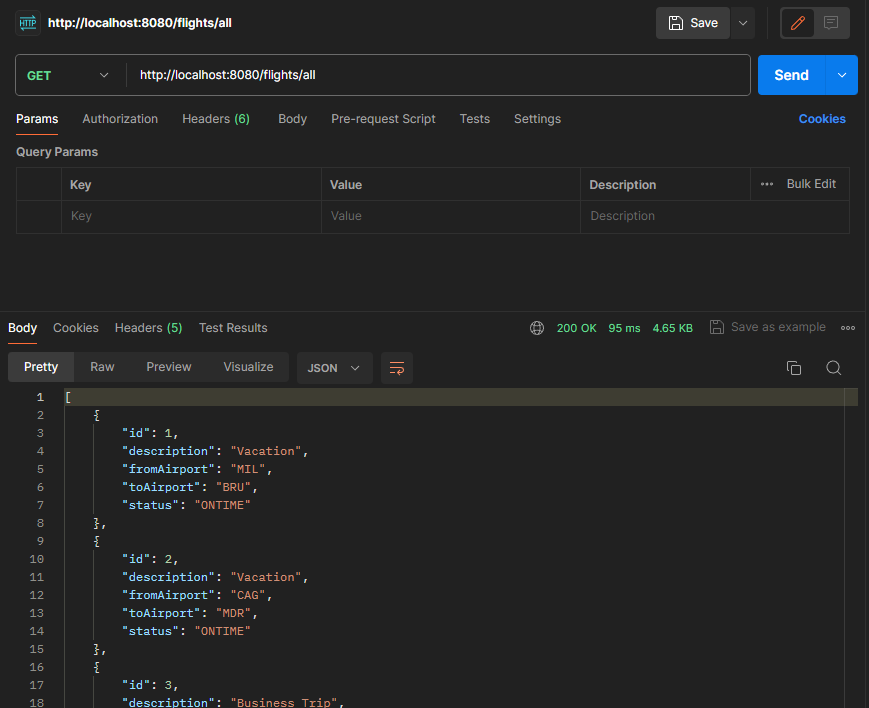 HTTP http://localhost:8080/flights/all Save
GET http://localhost:8080/flights/all Send
Params Authorization Headers (6) Body Pre-request Script Tests Settings Cookies
Query Params
Key Value Description ••• Bulk Edit
Key Value Description
Body Cookies Headers (5) Test Results 200 OK 95 ms 4.65 KB Save as example
Pretty Raw Preview Visualize JSON
1 [
2 {
3 "id": 1,
4 "description": "Vacation",
5 "fromAirport": "MIL",
6 "toAirport": "BRU",
7 "status": "ONTIME"
8 },
9 {
10 "id": 2,
11 "description": "Vacation",
12 "fromAirport": "CAG",
13 "toAirport": "MDR",
14 "status": "ONTIME"
15 },
16 {
17 "id": 3,
18 "description": "Business Trip",